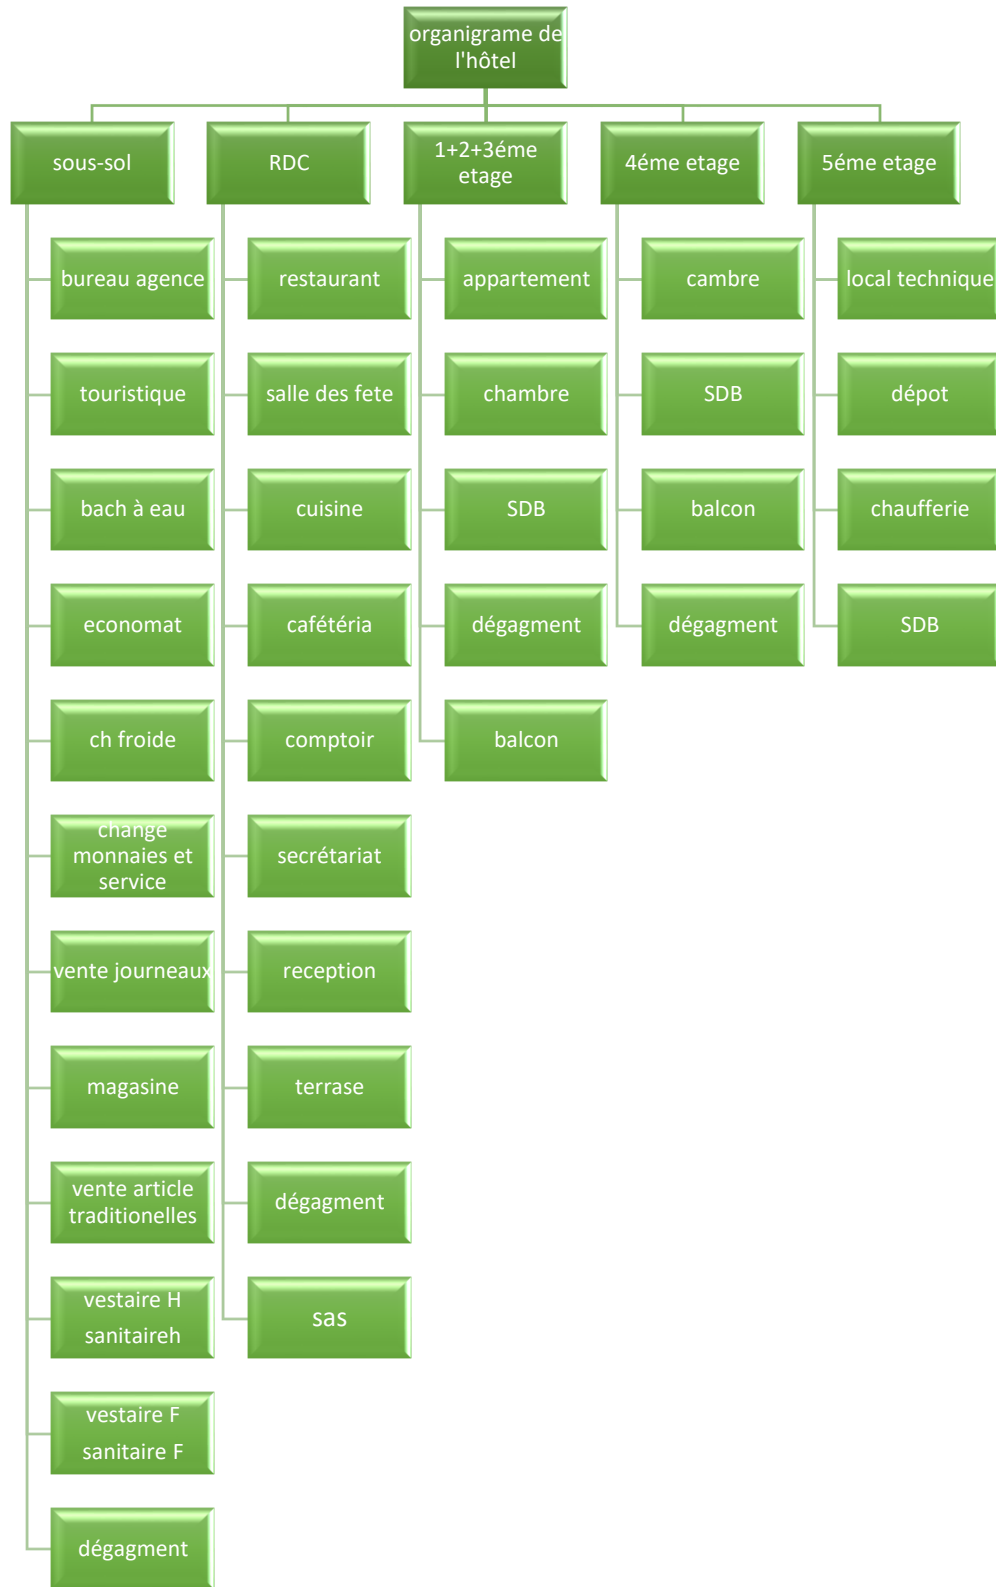 organigrame de
l'hôtel
sous-sol
bureau agence
touristique
bach à eau
economat
ch froide
change
monnaies et
service
vente journeaux
magasine
vente article
traditionelles
vestaire H
sanitaireh
vestaire F
sanitaire F
dégagment
RDC
restaurant
salle des fete
cuisine
cafétéria
comptoir
secrétariat
reception
terrase
dégagment
sas
1+2+3éme
etage
appartement
chambre
SDB
dégagment
balcon
4éme etage
cambre
SDB
balcon
dégagment
5éme etage
local technique
dépot
chaufferie
SDB